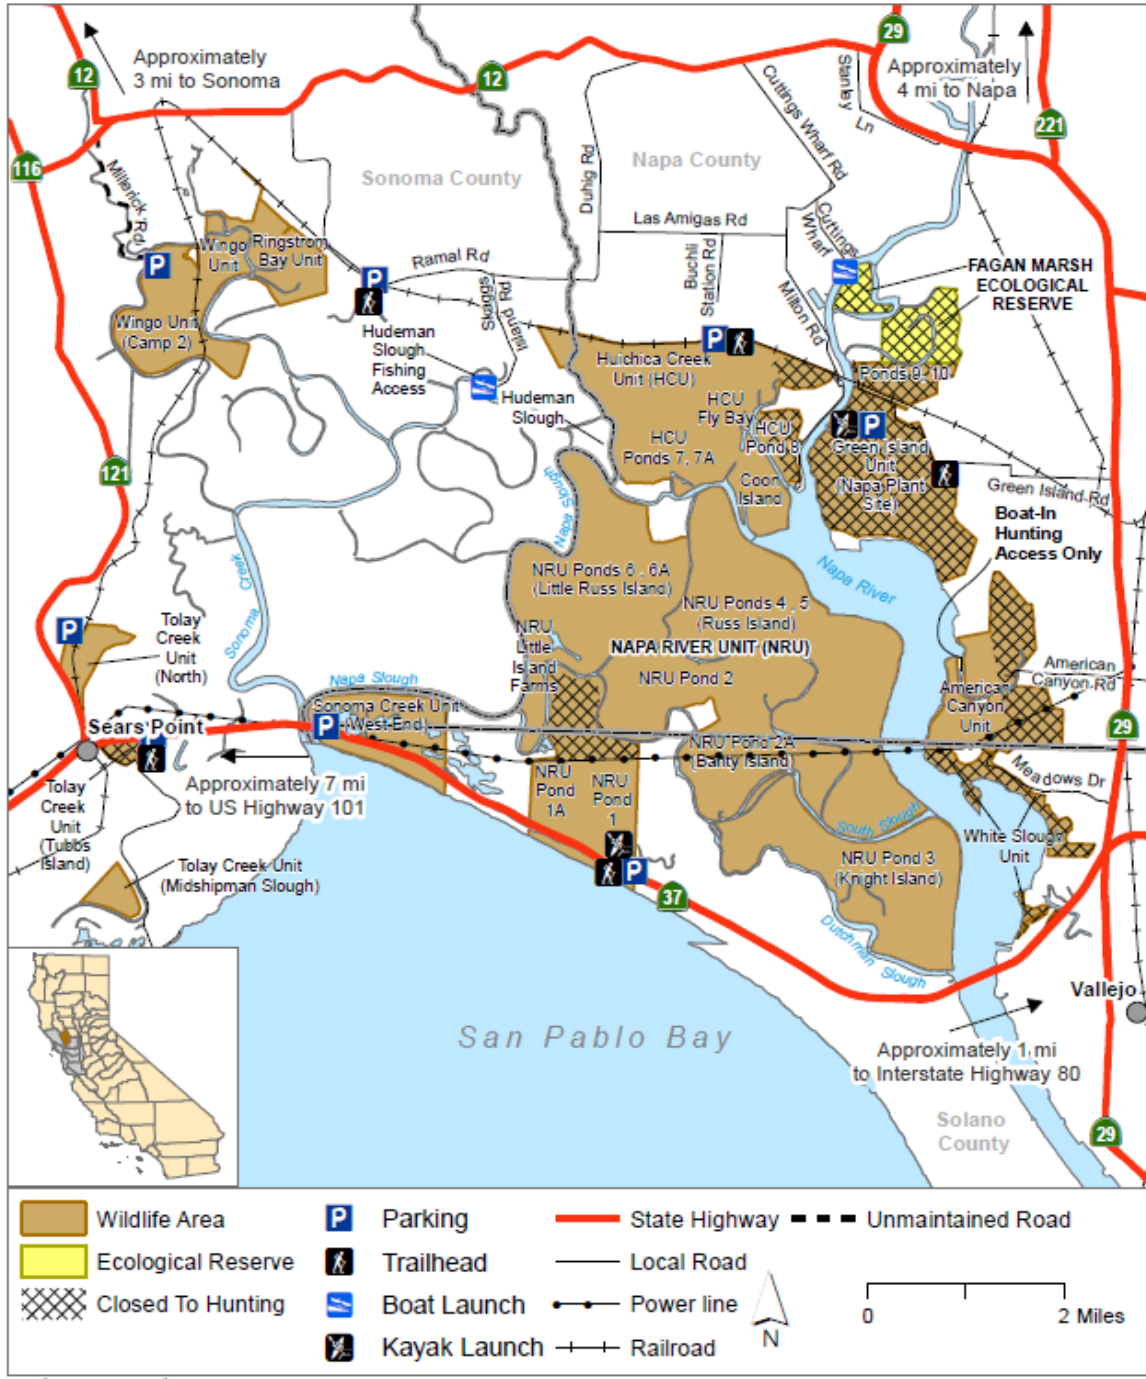 Approximately
3 mi to Sonoma
12
12
29
Approximately
4 mi to Napa
221
116
Sonoma County
Napa County
Millerick Rd
Duhig Rd
Cuttings Wharf Rd
Stanley
Ln
Las Amigas Rd
Cuttings
Wharf
Buchli
Station Rd
Milton Rd
Ramal Rd
Skaggs
Island Rd
Wingo
Unit
Ringstrom
Bay Unit
P
P
FAGAN MARSH
ECOLOGICAL
RESERVE
Wingo Unit
(Camp 2)
Hudeman
Slough
Fishing
Access
Hudeman
Slough
P
Huichica Creek
Unit (HCU)
HCU
Fly Bay
HCU
Ponds 7, 7A
HCU
Pond 8
Coon
Island
Ponds 9, 10
P
Green Island
Unit
(Napa Plant
Site)
Green Island Rd
Boat-In
Hunting
Access Only
121
Napa Slough
Sonoma Creek
Napa River
NRU Ponds 6 , 6A
(Little Russ Island)
NRU Ponds 4 , 5
(Russ Island)
NRU
Little
Island
Farms
NAPA RIVER UNIT (NRU)
NRU Pond 2
P
Tolay
Creek
Unit
(North)
American
Canyon Rd
American
Canyon
Unit
29
Napa Slough
Sonoma Creek Unit
(West End)
P
Sears Point
Approximately 7 mi
to US Highway 101
Tolay
Creek
Unit
(Tubbs
Island)
Tolay Creek Unit
(Midshipman Slough)
NRU Pond 2A
(Banty Island)
NRU
Pond
1A
NRU
Pond
1
P
37
South Slough
NRU Pond 3
(Knight Island)
Dutchman Slough
Meadows Dr
White Slough
Unit
Vallejo
San Pablo Bay
Approximately 1 mi
to Interstate Highway 80
Solano
County
29
Wildlife Area
P Parking
State Highway
Unmaintained Road
Ecological Reserve
Trailhead
Local Road
Closed To Hunting
Boat Launch
Power line
Kayak Launch
Railroad
N
0 2 Miles